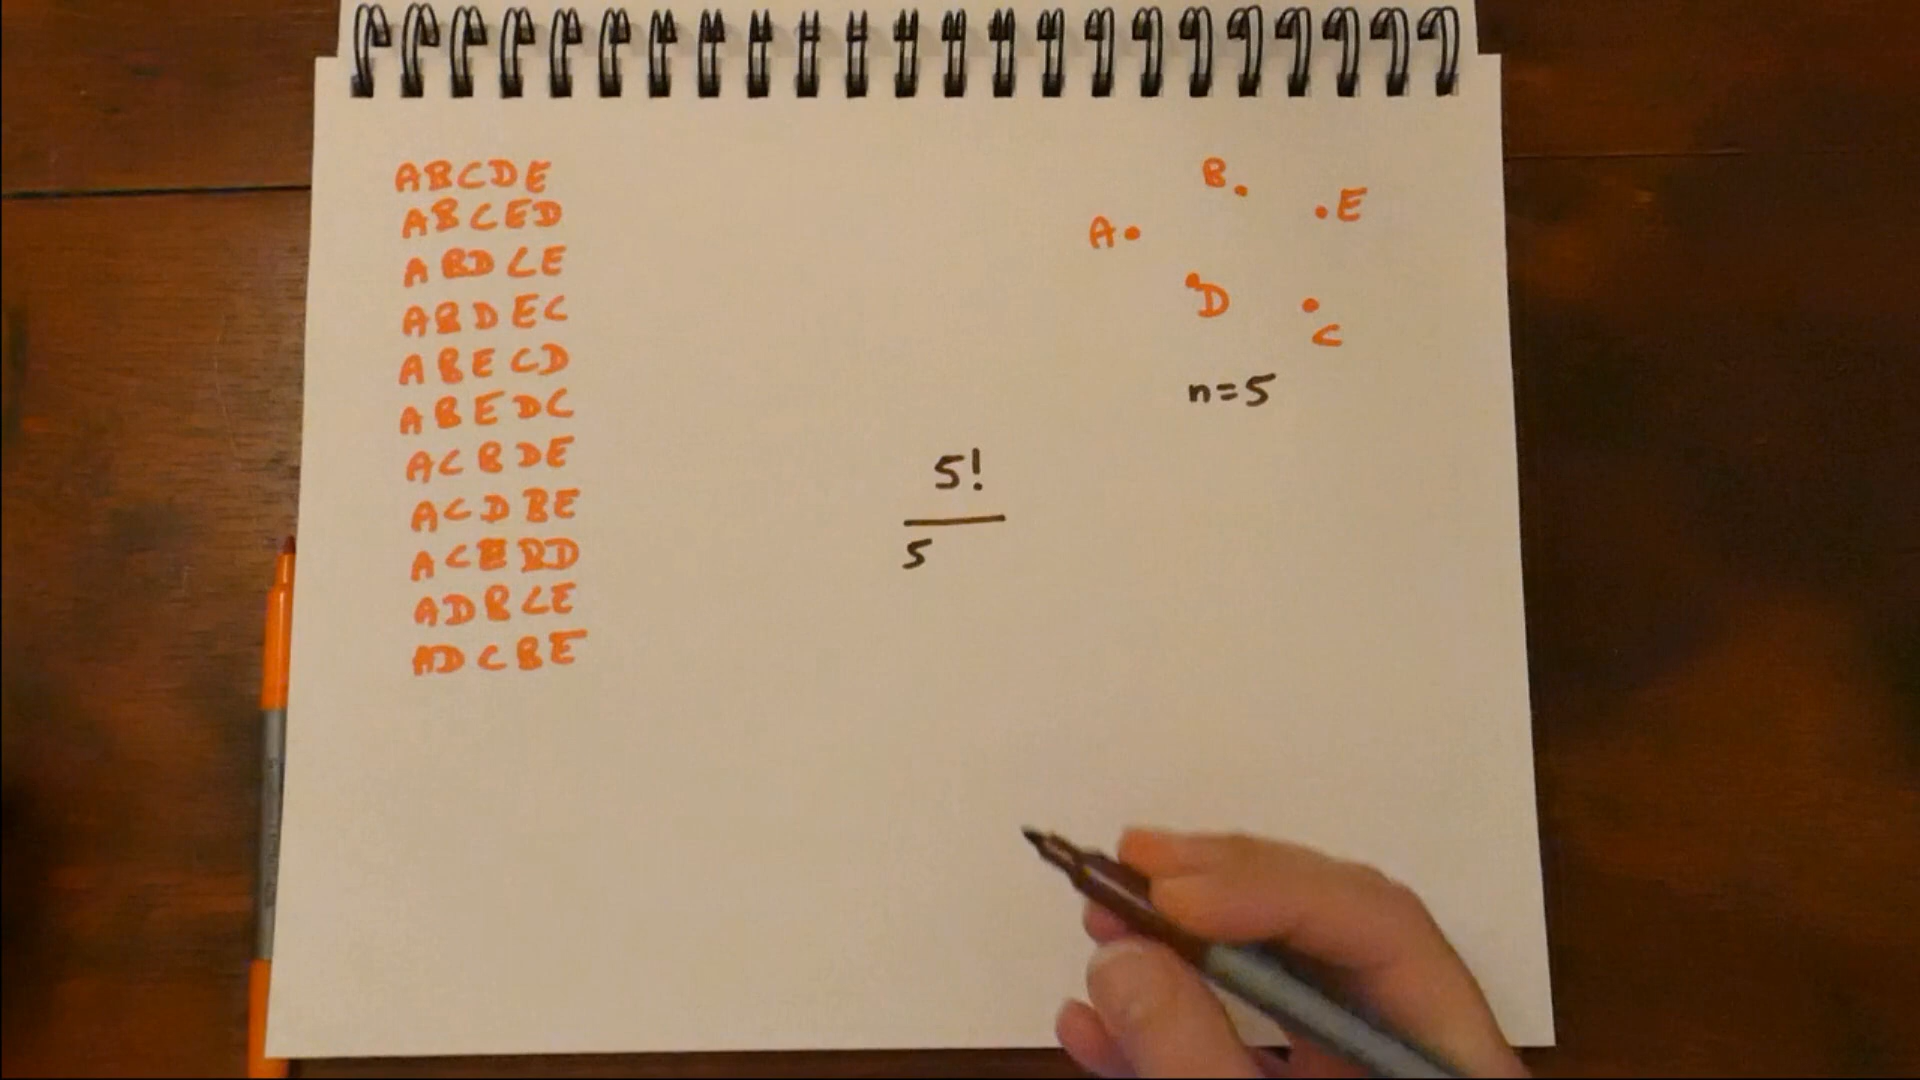 ABCDE
ABCED
ABDCE
ABDEC
ABECD
ABEDC
ACBDE
ACDBE
ACEBD
ADBCE
ADCBE
B
E
A
D
C
n=5
5!
5